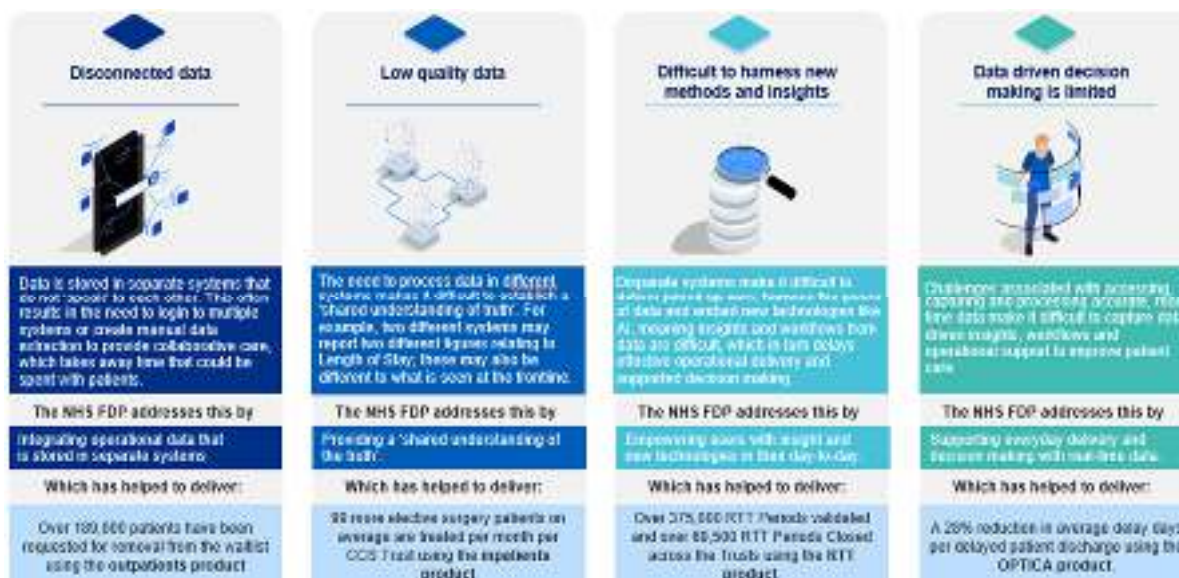 Disconnected data
Data is stored in separate systems that
do not 'speak' to each other. This often
results in the need to login to multiple
systems or create manual data
extraction to provide collaborative care,
which takes away time that could be
spent with patients.
The NHS FDP addresses this by
Integrating operational data that
is stored in separate systems
Which has helped to deliver:
Over patients have been
requested for removal from the waitlist
using the outpatients product
Low quality data
The need to process data in different
systems makes it difficult to establish a
'shared understanding of truth'. For
example, two different systems may
report two different figures relating to
Length of Stay; these may also be
different to what is seen at the frontline.
The NHS FDP addresses this by
Providing a 'shared understanding of
the truth'.
Which has helped to deliver:
more elective surgery patients on
average are treated per month per
CCS Trust using the inpatients
product
Difficult to harness new
methods and insights
Disparate systems make it difficult to
deliver joined up care, harness the power
of data and embed new technologies like
AI, meaning insights and workflows from
data are difficult, which in turn delays
effective operational delivery and
supported decision making
The NHS FDP addresses this by
Empowering users with insight and
new technologies in their day-to-day
Which has helped to deliver:
Over 375,000 RTT Periods validated
and over RTT Periods Closed
across the Trusts using the RTT
product
Data driven decision
making is limited
Challenges associated with accessing,
capturing and processing accurate, real
time data make it difficult to capture data
driven insights, workflows and
operational support to improve patient
care
The NHS FDP addresses this by
Supporting everyday delivery and
decision making with real-time data
Which has helped to deliver:
A 28% reduction in average delay days
per delayed patient discharge using the
OPTICA product.